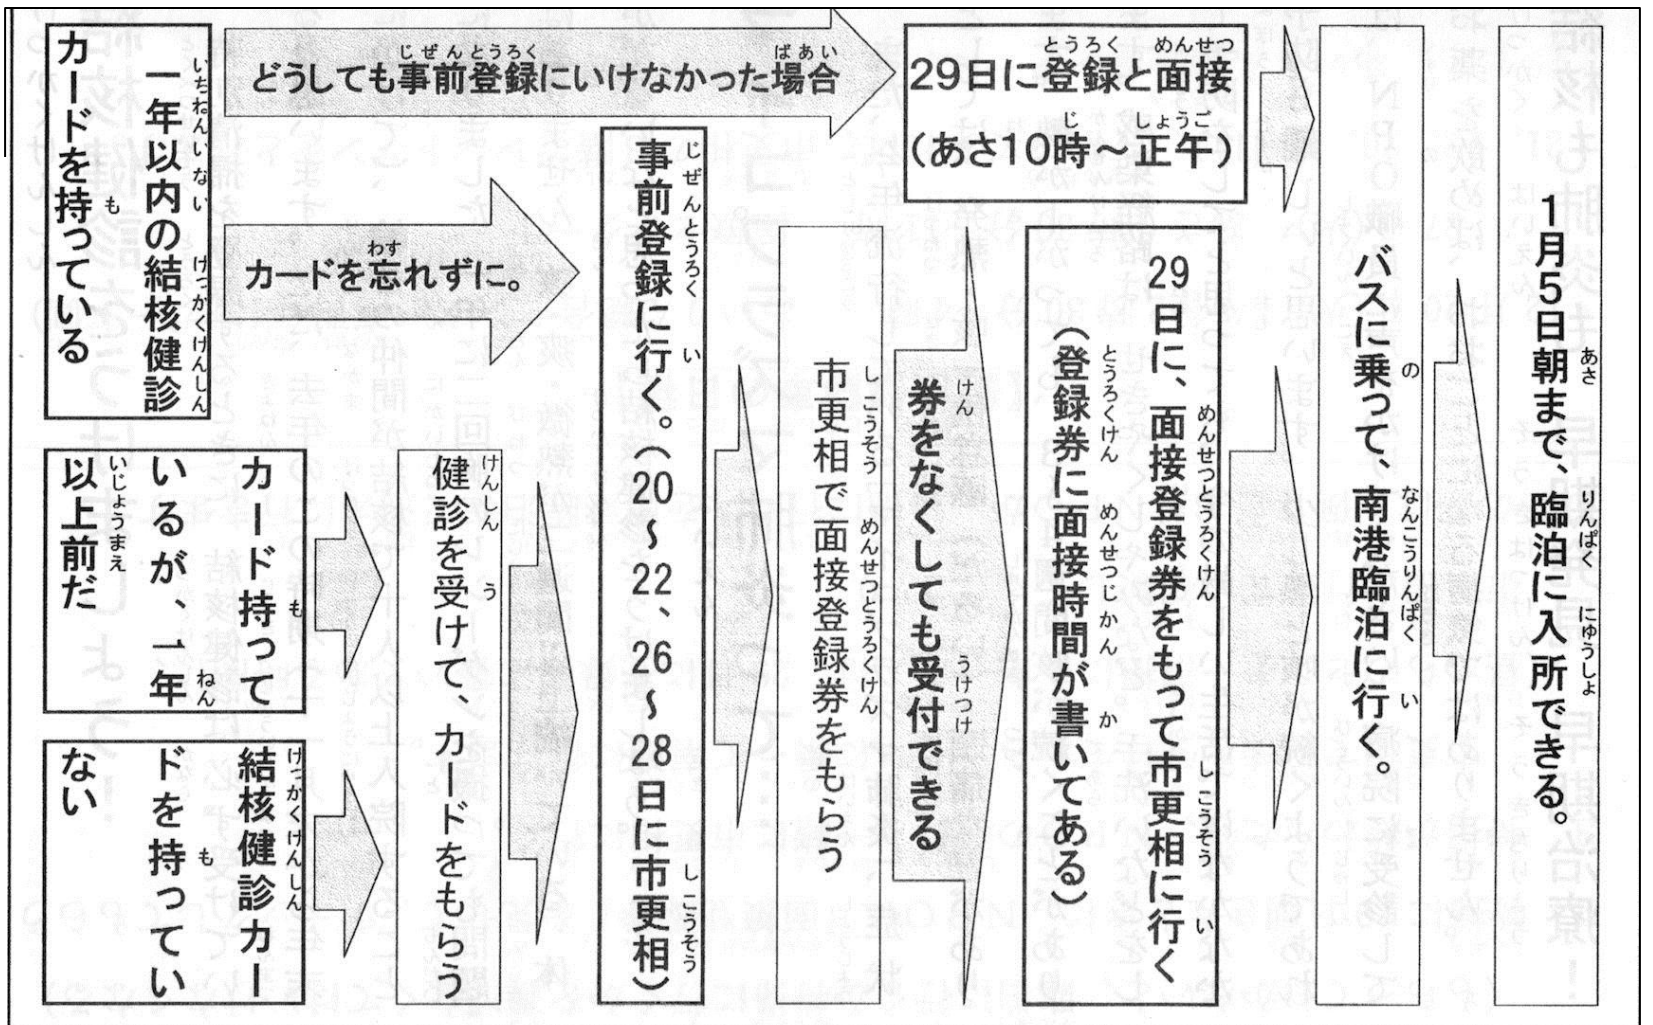 一年以内の結核健診
カードを持っている
カード持って
いるが、一年
以上前だ
結核健診カー
ドを持ってい
ない
どうしても事前登録にいけなかった場合
カードを忘れずに。
健診を受けて、カードをもらう
事前登録に行く。（20～22、26～28日に市更相）
市更相で面接登録券をもらう
券をなくしても受付できる
29日に登録と面接
（あさ10時～正午）
29日に、面接登録券をもって市更相に行く
（登録券に面接時間が書いてある）
バスに乗って、南港臨泊に行く。
1月5日朝まで、臨泊に入所できる。